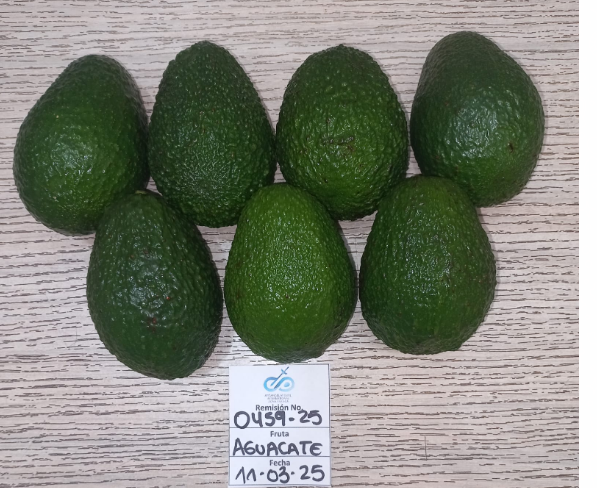 Remisión No.
0459-25
Fruta
AGUACATE
Fecha
11-03-25